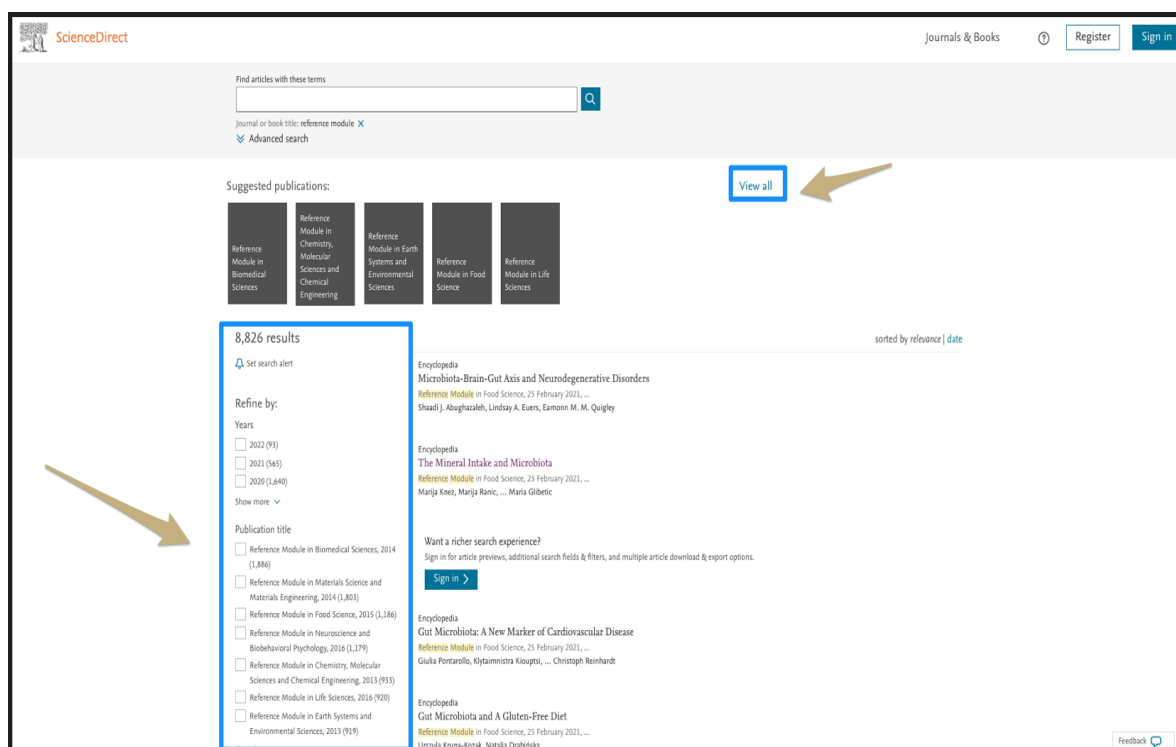 ScienceDirect
Journals & Books
Register
Sign in
Find articles with these terms
Journal or book title: reference module
Advanced search
Suggested publications:
View all
Reference
Module in
Biomedical
Sciences
Reference
Module in
Chemistry,
Molecular
Sciences and
Chemical
Engineering
Reference
Module in Earth
Systems and
Environmental
Sciences
Reference
Module in Food
Science
Reference
Module in Life
Sciences
8,826 results
Set search alert
Refine by:
Years
2022 (93)
2021 (565)
2020 (1,640)
Show more
Publication title
Reference Module in Biomedical Sciences, 2014
(1,886)
Reference Module in Materials Science and
Materials Engineering, 2014 (1,803)
Reference Module in Food Science, 2015 (1,186)
Reference Module in Neuroscience and
Biobehavioral Psychology, 2016 (1,179)
Reference Module in Chemistry, Molecular
Sciences and Chemical Engineering, 2013 (933)
Reference Module in Life Sciences, 2016 (920)
Reference Module in Earth Systems and
Environmental Sciences, 2013 (919)
sorted by relevance | date
Encyclopedia
Microbiota-Brain-Gut Axis and Neurodegenerative Disorders
Reference Module in Food Science, 25 February 2021, ...
Shaadi J. Abughazaleh, Lindsay A. Euers, Eamonn M. M. Quigley
Encyclopedia
The Mineral Intake and Microbiota
Reference Module in Food Science, 25 February 2021, ...
Marija Knez, Marija Ranic, ... Maria Glibetic
Want a richer search experience?
Sign in for article previews, additional search fields & filters, and multiple article download & export options.
Sign in
Encyclopedia
Gut Microbiota: A New Marker of Cardiovascular Disease
Reference Module in Food Science, 25 February 2021, ...
Giulia Pontarollo, Klytaimnistra Kiouptsi, ... Christoph Reinhardt
Encyclopedia
Gut Microbiota and A Gluten-Free Diet
Reference Module in Food Science, 25 February 2021, ...
Urszula Krupa-Kozak, Natalia Drabińska
Feedback